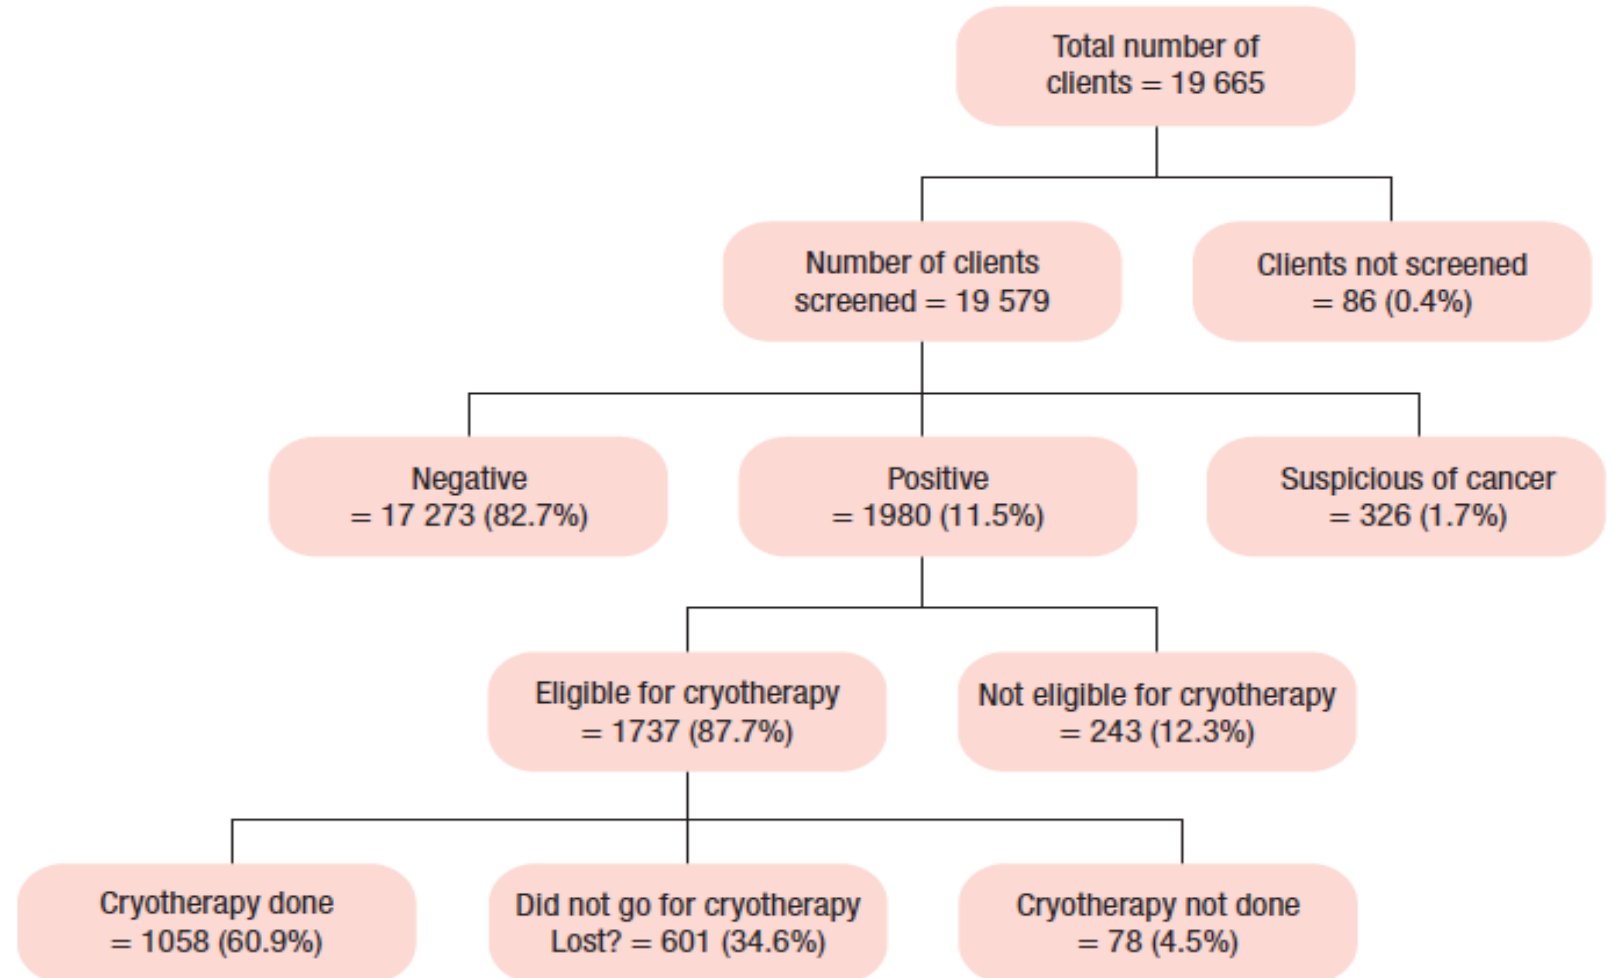 Total number of
clients = 19 665
Number of clients
screened = 19 579
Clients not screened
= 86 (0.4%)
Negative
= 17 273 (82.7%)
Positive
= 1980 (11.5%)
Suspicious of cancer
= 326 (1.7%)
Eligible for cryotherapy
= 1737 (87.7%)
Not eligible for cryotherapy
= 243 (12.3%)
Cryotherapy done
= 1058 (60.9%)
Did not go for cryotherapy
Lost? = 601 (34.6%)
Cryotherapy not done
= 78 (4.5%)